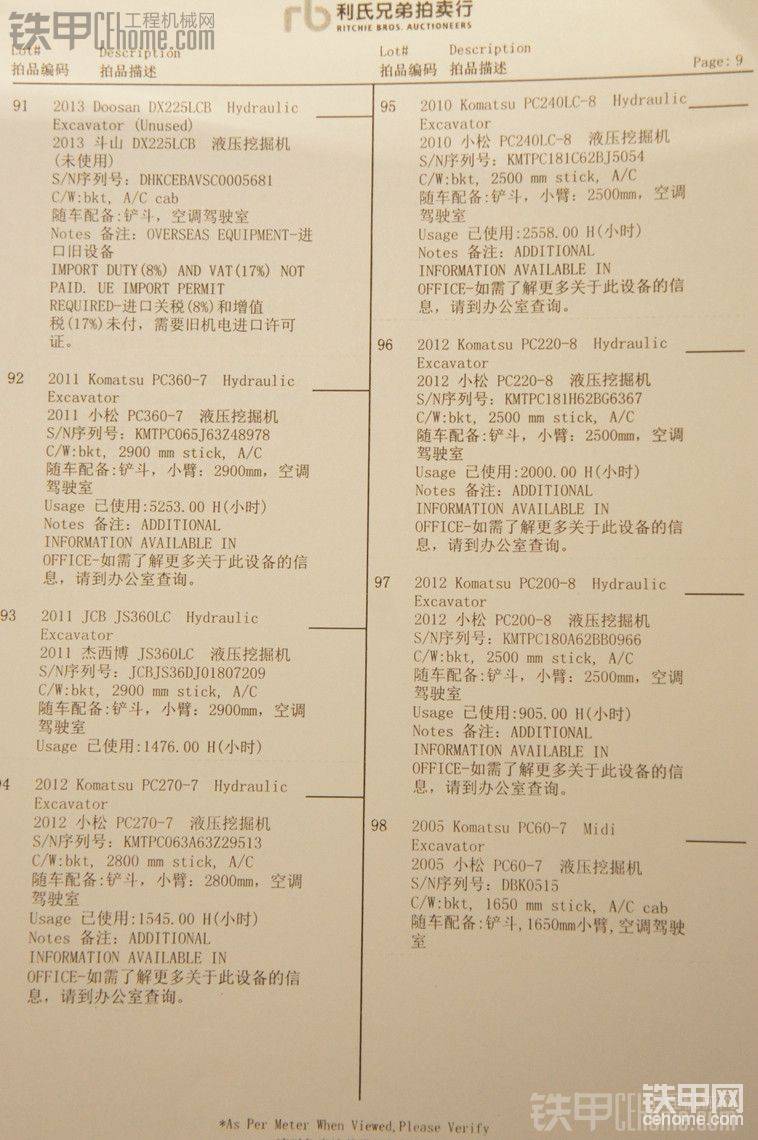 铁甲 工程机械网
cehome.com
rb 利氏兄弟拍卖行
RITCHIE BROS. AUCTIONEERS
Lot# Description
拍品编码 拍品描述
91 2013 Doosan DX225LCB Hydraulic
Excavator (Unused)
2013 斗山 DX225LCB 液压挖掘机
(未使用)
S/N序列号: DHKCEBAVSC0005681
C/W:bkt, A/C cab
随车配备:铲斗, 空调驾驶室
Notes 备注: OVERSEAS EQUIPMENT-进
口旧设备
IMPORT DUTY(8%) AND VAT(17%) NOT
PAID. UE IMPORT PERMIT
REQUIRED-进口关税(8%)和增值
税(17%)未付, 需要旧机电进口许可
证。
92 2011 Komatsu PC360-7 Hydraulic
Excavator
2011 小松 PC360-7 液压挖掘机
S/N序列号: KMTPC065J63Z48978
C/W:bkt, 2900 mm stick, A/C
随车配备:铲斗, 小臂: 2900mm, 空调
驾驶室
Usage 已使用:5253.00 H(小时)
Notes 备注: ADDITIONAL
INFORMATION AVAILABLE IN
OFFICE-如需了解更多关于此设备的信
息, 请到办公室查询。
93 2011 JCB JS360LC Hydraulic
Excavator
2011 杰西博 JS360LC 液压挖掘机
S/N序列号: JCBJS36DJ01807209
C/W:bkt, 2900 mm stick, A/C
随车配备:铲斗, 小臂: 2900mm, 空调
驾驶室
Usage 已使用:1476.00 H(小时)
94 2012 Komatsu PC270-7 Hydraulic
Excavator
2012 小松 PC270-7 液压挖掘机
S/N序列号: KMTPC063A63Z29513
C/W:bkt, 2800 mm stick, A/C
随车配备:铲斗, 小臂: 2800mm, 空调
驾驶室
Usage 已使用:1545.00 H(小时)
Notes 备注: ADDITIONAL
INFORMATION AVAILABLE IN
OFFICE-如需了解更多关于此设备的信
息, 请到办公室查询。
Lot# Description
拍品编码 拍品描述
Page: 9
95 2010 Komatsu PC240LC-8 Hydraulic
Excavator
2010 小松 PC240LC-8 液压挖掘机
S/N序列号: KMTPC181C62BJ5054
C/W:bkt, 2500 mm stick, A/C
随车配备:铲斗, 小臂: 2500mm, 空调
驾驶室
Usage 已使用:2558.00 H(小时)
Notes 备注: ADDITIONAL
INFORMATION AVAILABLE IN
OFFICE-如需了解更多关于此设备的信
息, 请到办公室查询。
96 2012 Komatsu PC220-8 Hydraulic
Excavator
2012 小松 PC220-8 液压挖掘机
S/N序列号: KMTPC181H62BG6367
C/W:bkt, 2500 mm stick, A/C
随车配备:铲斗, 小臂: 2500mm, 空调
驾驶室
Usage 已使用:2000.00 H(小时)
Notes 备注: ADDITIONAL
INFORMATION AVAILABLE IN
OFFICE-如需了解更多关于此设备的信
息, 请到办公室查询。
97 2012 Komatsu PC200-8 Hydraulic
Excavator
2012 小松 PC200-8 液压挖掘机
S/N序列号: KMTPC180A62BB0966
C/W:bkt, 2500 mm stick, A/C
随车配备:铲斗, 小臂: 2500mm, 空调
驾驶室
Usage 已使用:905.00 H(小时)
Notes 备注: ADDITIONAL
INFORMATION AVAILABLE IN
OFFICE-如需了解更多关于此设备的信
息, 请到办公室查询。
98 2005 Komatsu PC60-7 Midi
Excavator
2005 小松 PC60-7 液压挖掘机
S/N序列号: DBK0515
C/W:bkt, 1650 mm stick, A/C cab
随车配备:铲斗,1650mm小臂,空调驾驶
室
*As Per Meter When Viewed,Please Verify
铁甲
铁甲网
cehome.com